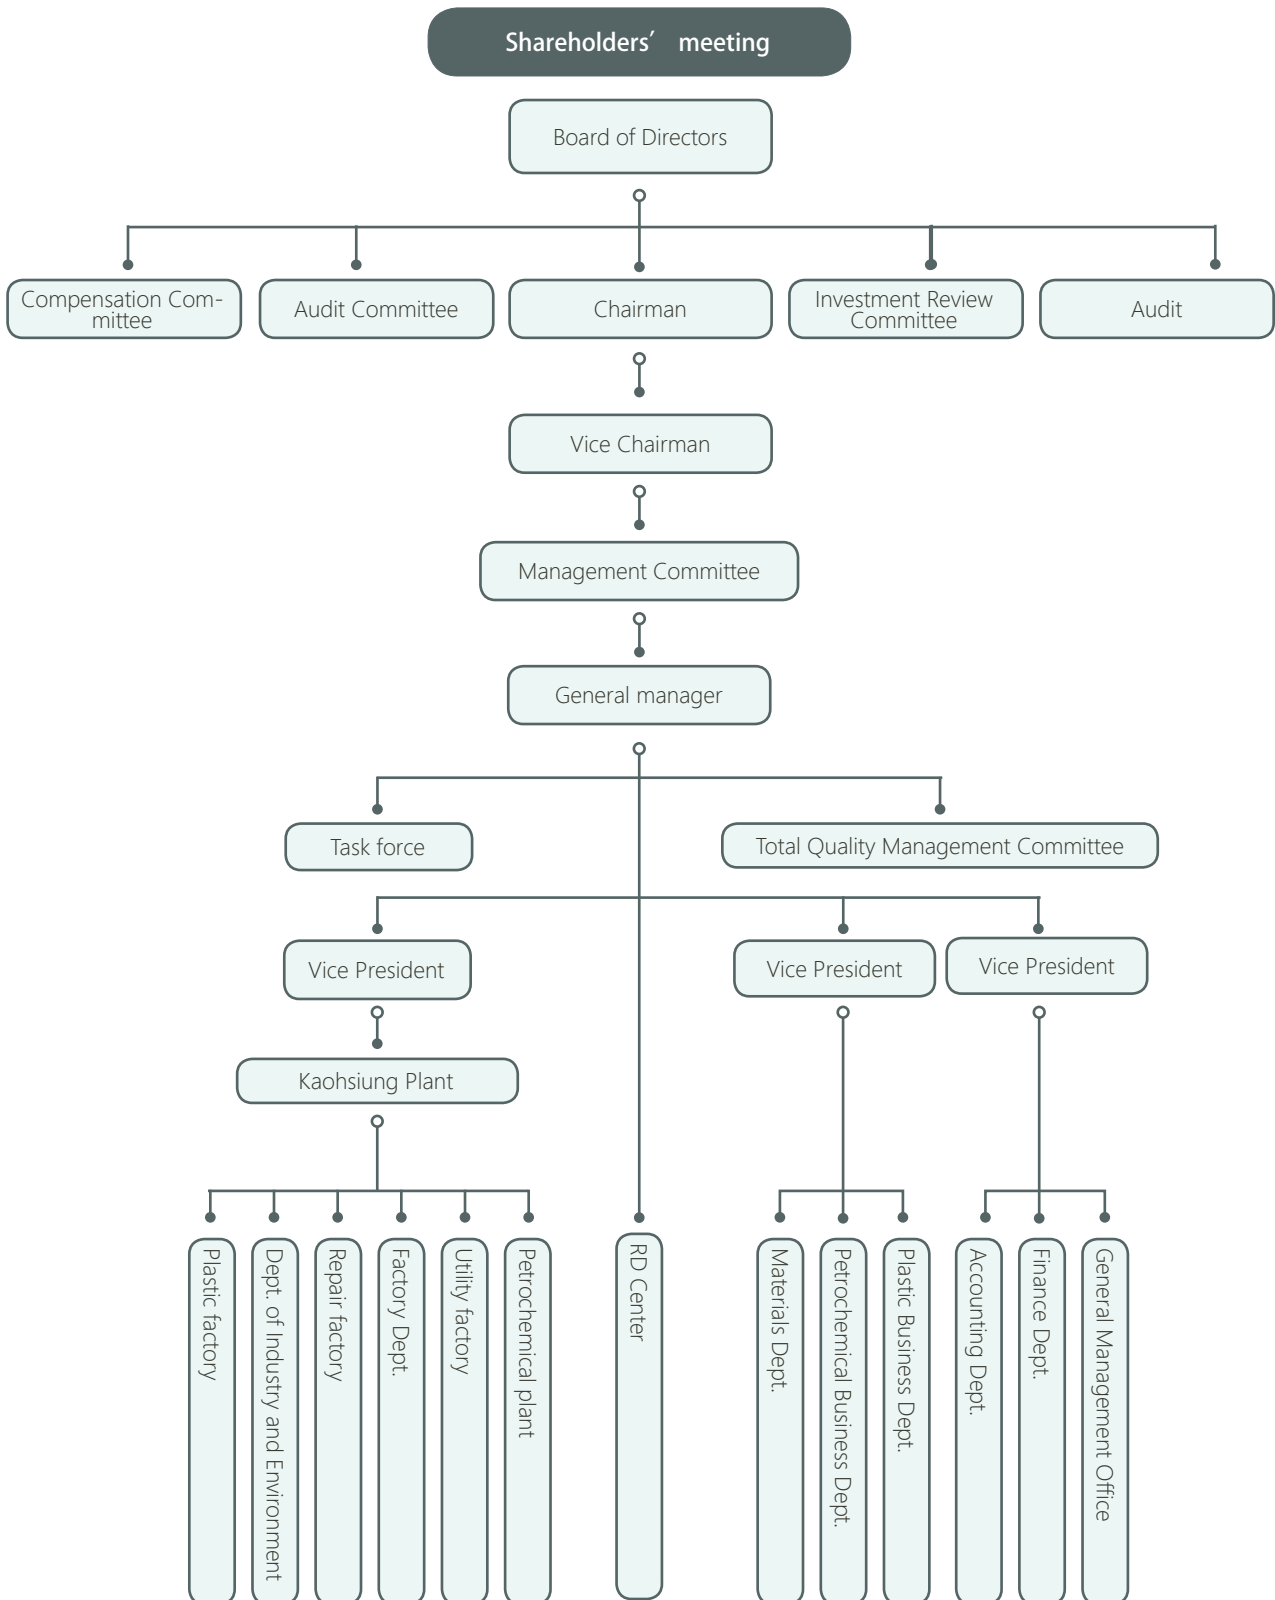 Shareholders′ meeting
Board of Directors
Compensation Com-
mittee
Audit Committee
Chairman
Investment Review
Committee
Audit
Vice Chairman
Management Committee
General manager
Task force
Total Quality Management Committee
Vice President
Vice President
Vice President
Kaohsiung Plant
Plastic factory
Dept. of Industry and Environment
Repair factory
Factory Dept.
Utility factory
Petrochemical plant
RD Center
Materials Dept.
Petrochemical Business Dept.
Plastic Business Dept.
Accounting Dept.
Finance Dept.
General Management Office